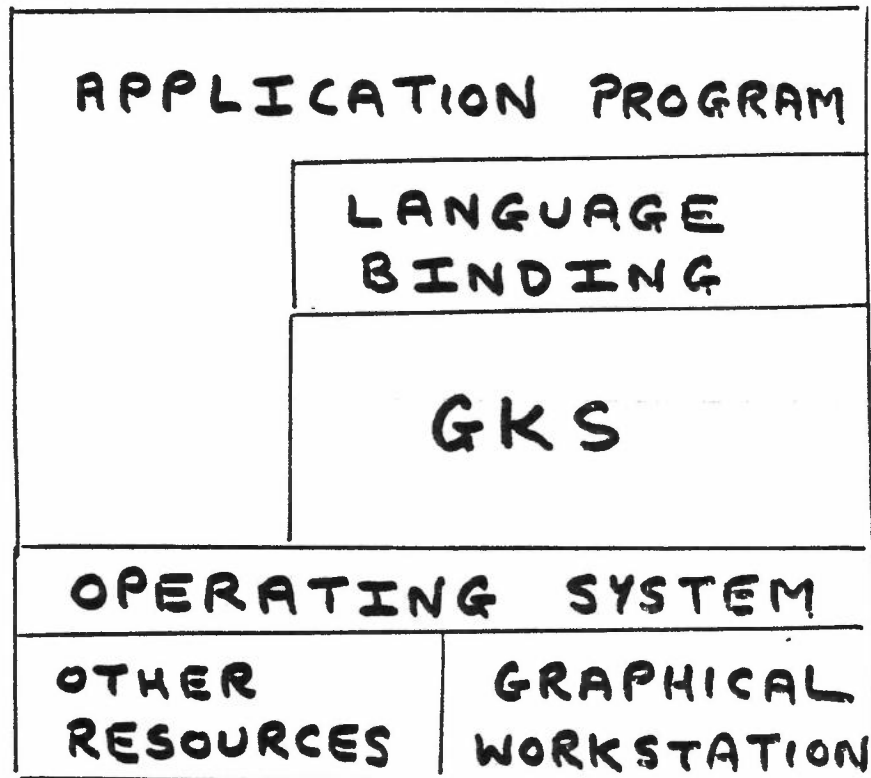 APPLICATION PROGRAM
LANGUAGE
BINDING
GKS
OPERATING SYSTEM
OTHER
RESOURCES
GRAPHICAL
WORKSTATION